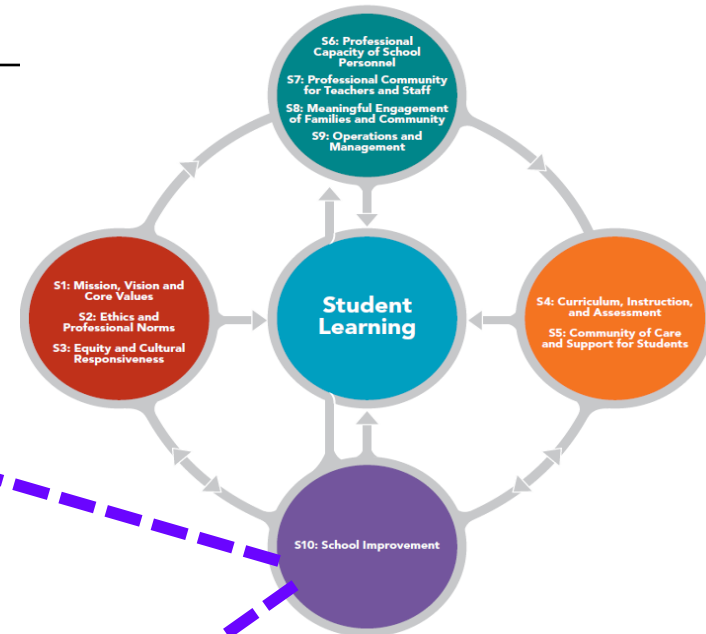 S6: Professional
Capacity of School
Personnel
S7: Professional Community
for Teachers and Staff
S8: Meaningful Engagement
of Families and Community
S9: Operations and
Management
S1: Mission, Vision and
Core Values
S2: Ethics and
Professional Norms
S3: Equity and Cultural
Responsiveness
Student
Learning
S4: Curriculum, Instruction,
and Assessment
S5: Community of Care
and Support for Students
S10: School Improvement